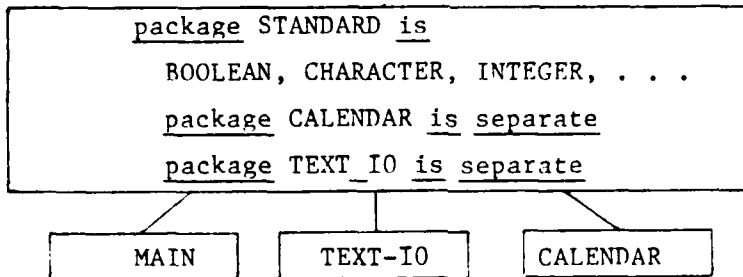 package STANDARD is
BOOLEAN, CHARACTER, INTEGER, . . .
package CALENDAR is separate
package TEXT_IO is separate
MAIN
TEXT-IO
CALENDAR